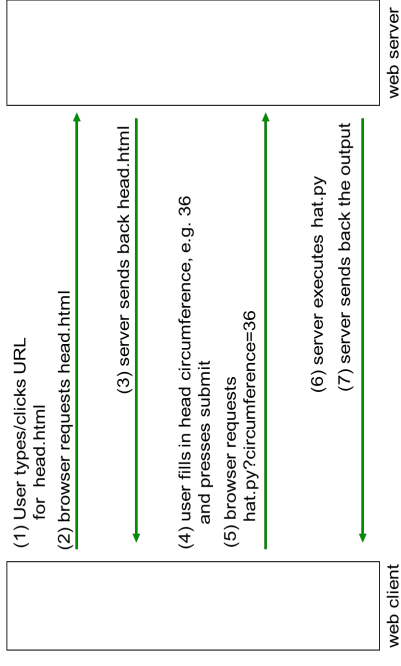 (1) User types/clicks URL
for head.html
(2) browser requests head.html
(3) server sends back head.html
(4) user fills in head circumference, e.g. 36
and presses submit
(5) browser requests
hat.py?circumference=36
(6) server executes hat.py
(7) server sends back the output
web client
web server